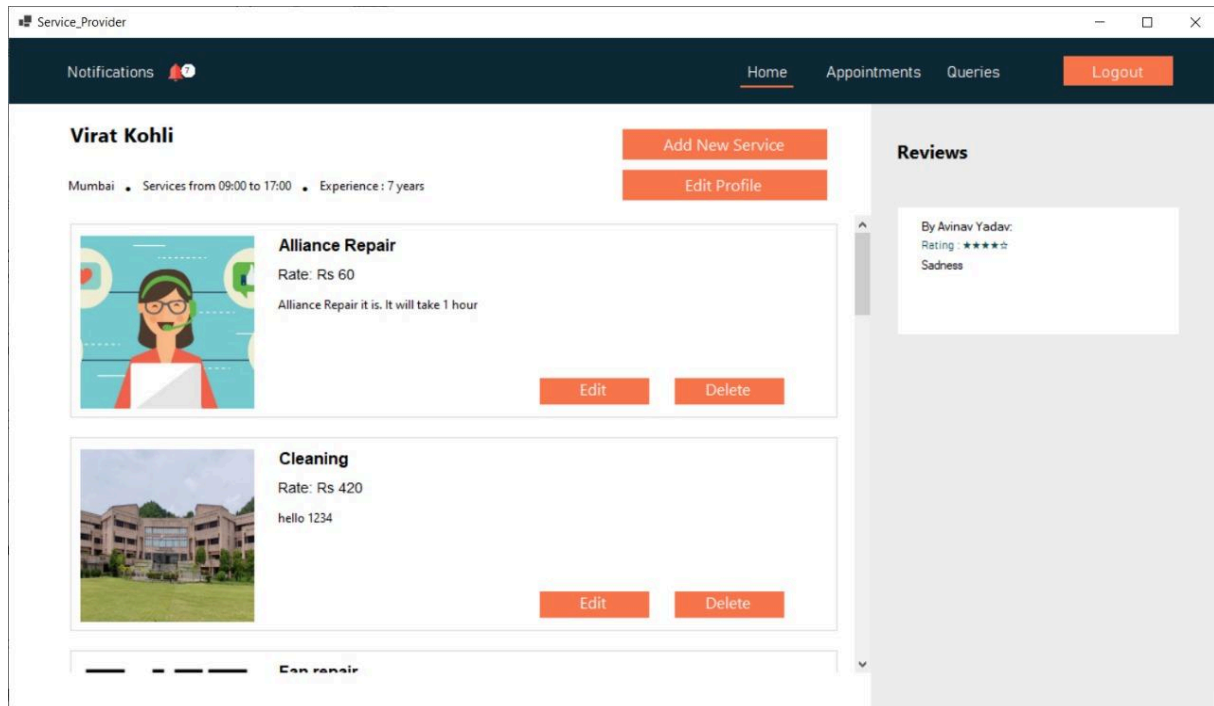 Service_Provider
Notifications 7 Home Appointments Queries Logout
Virat Kohli
Add New Service
Edit Profile
Mumbai • Services from 09:00 to 17:00 • Experience : 7 years
Alliance Repair
Rate: Rs 60
Alliance Repair it is. It will take 1 hour
Edit Delete
Cleaning
Rate: Rs 420
hello 1234
Edit Delete
Fan repair
Reviews
By Avinav Yadav:
Rating : ★★★★☆
Sadness